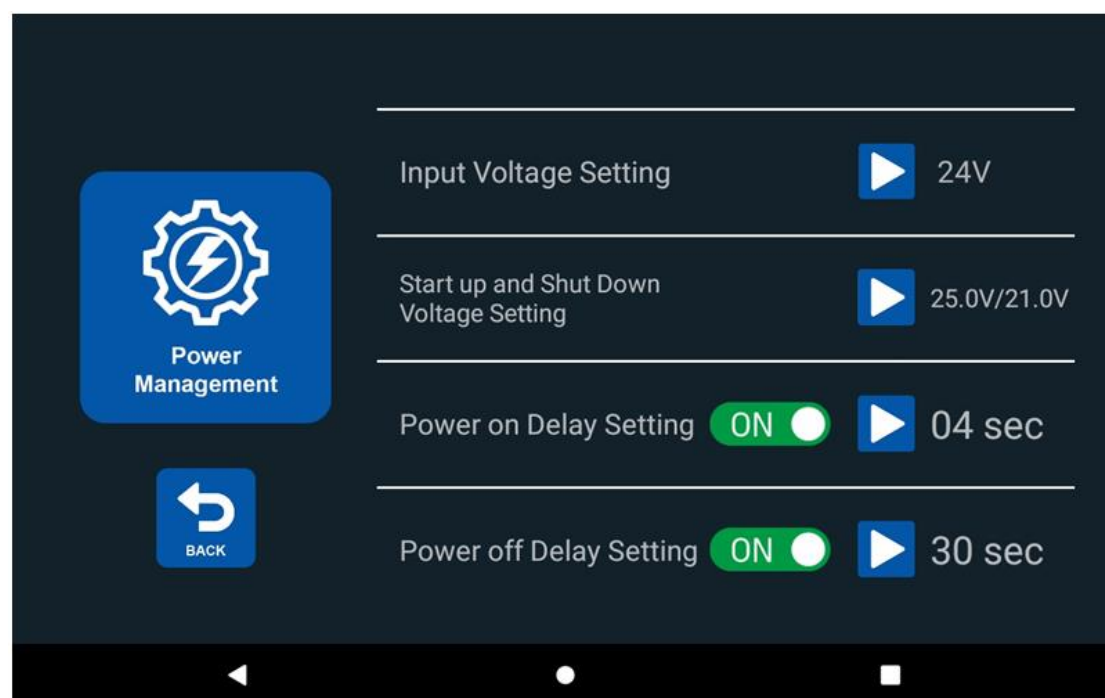 Power
Management
BACK
Input Voltage Setting
24V
Start up and Shut Down
Voltage Setting
25.0V/21.0V
Power on Delay Setting
ON
04 sec
Power off Delay Setting
ON
30 sec